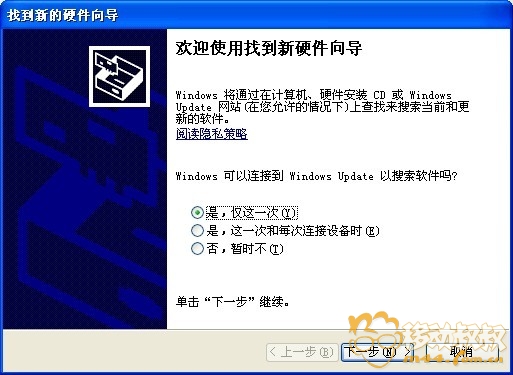 找到新的硬件向导
欢迎使用找到新硬件向导
Windows 将通过在计算机、硬件安装 CD 或 Windows
Update 网站(在您允许的情况下)上查找来搜索当前和更
新的软件。
阅读隐私策略
Windows 可以连接到 Windows Update 以搜索软件吗?
是，仅这一次(Y)
是，这一次和每次连接设备时(E)
否，暂时不(T)
单击“下一步”继续。
< 上一步(B) 下一步(N) > 取消
移动叔叔